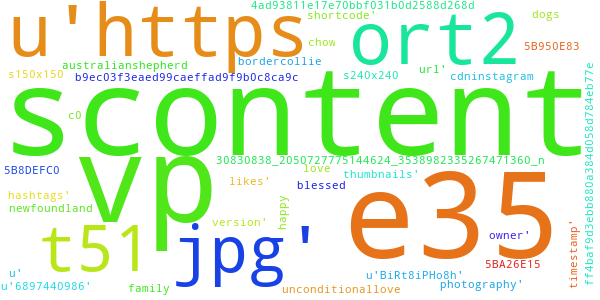 4ad93811e17e70bbf031b0d2588d268d
u'https
shortcode'
dogs
ort2
chow
5B950E83
bordercollie
australianshepherd
s150x150
b9ec03f3eaed99caeffad9f9b0c8ca9c
s240x240
url'
cdninstagram
scontent
c0
30830838_2050727775144624_3538982335267471360_n
5B8DEFC0
vp
love
thumbnails'
likes'
blessed
e35
hashtags'
newfoundland
happy
version'
t51
jpg'
owner'
timestamp'
ff4baf9d3ebb880a384d058d784eb77e
5BA26E15
u'
u'BiRt8iPHo8h'
u'6897440986'
family
unconditionallove
photography'